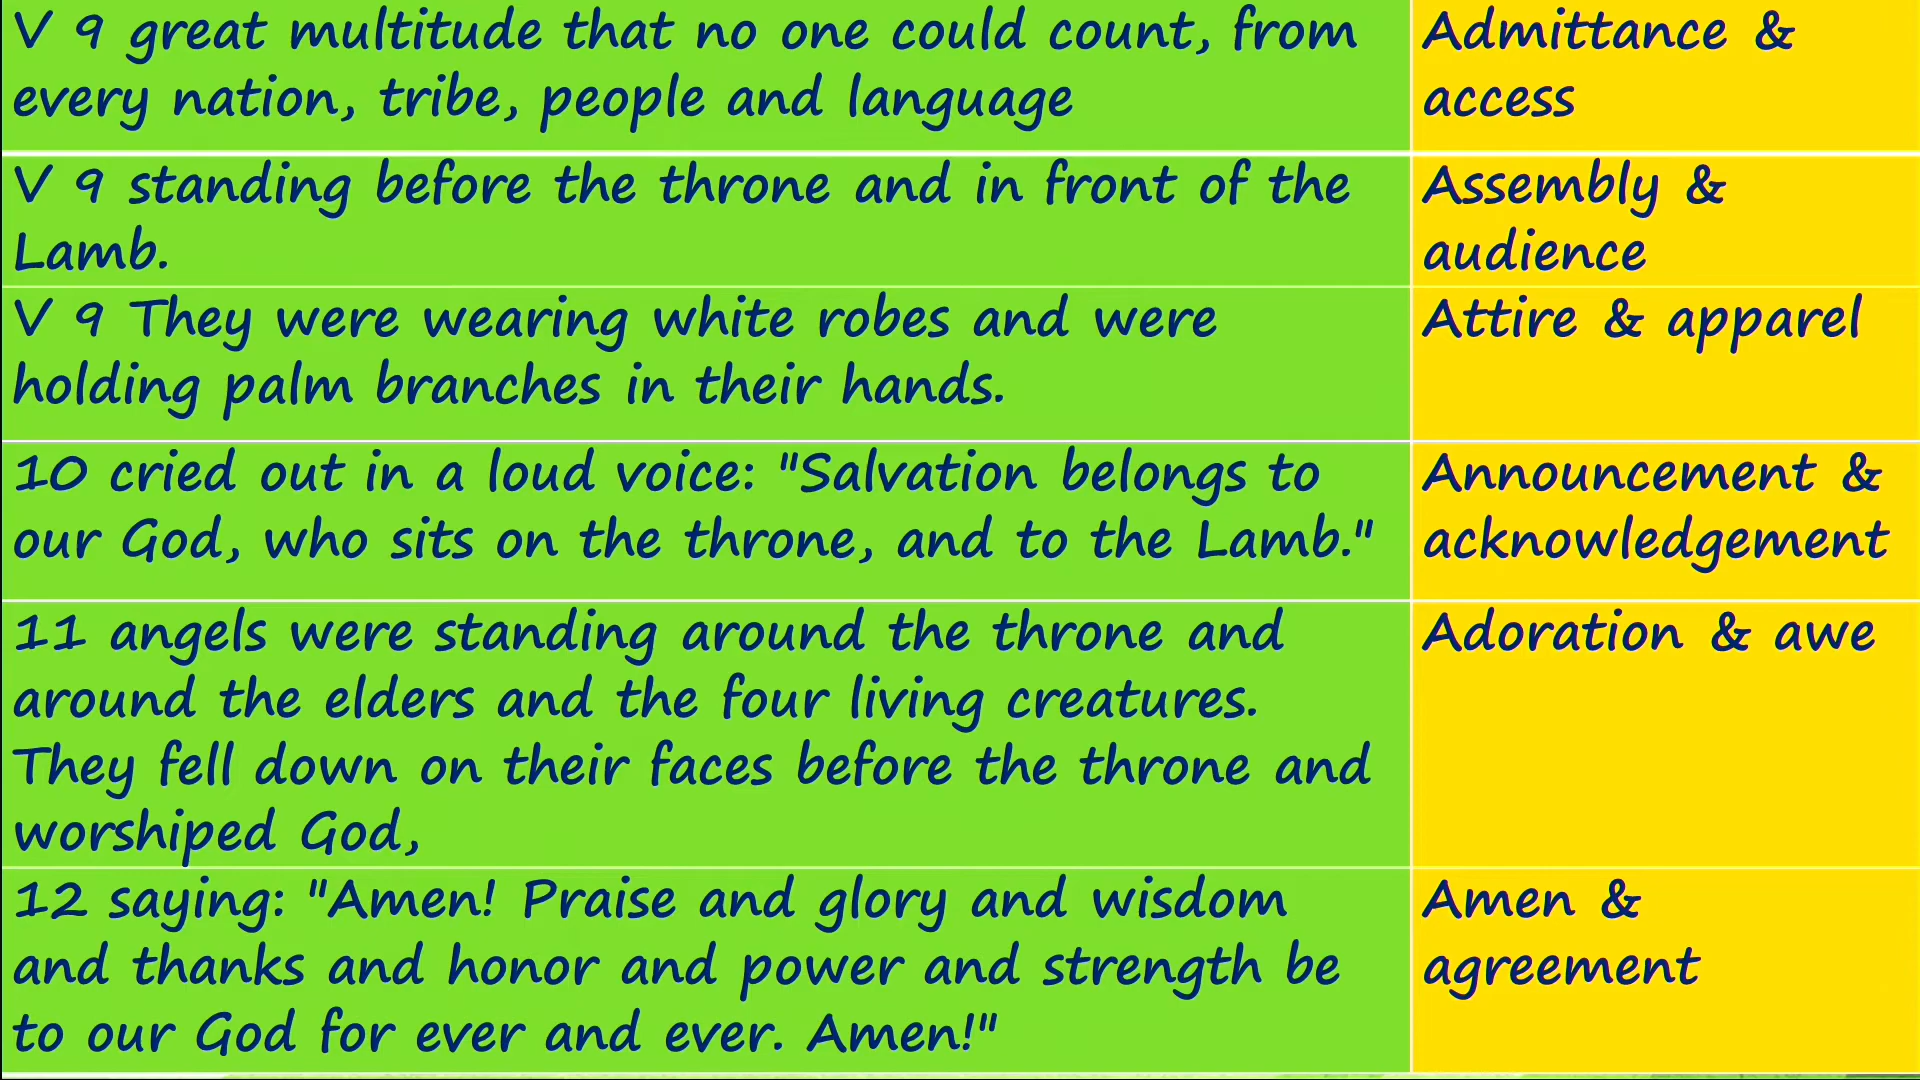 V 9 great multitude that no one could count, from
every nation, tribe, people and language
Admittance &
access
V 9 standing before the throne and in front of the
Lamb.
Assembly &
audience
V 9 They were wearing white robes and were
holding palm branches in their hands.
Attire & apparel
10 cried out in a loud voice: "Salvation belongs to
our God, who sits on the throne, and to the Lamb."
Announcement &
acknowledgement
11 angels were standing around the throne and
around the elders and the four living creatures.
They fell down on their faces before the throne and
worshiped God,
Adoration & awe
12 saying: "Amen! Praise and glory and wisdom
and thanks and honor and power and strength be
to our God for ever and ever. Amen!"
Amen &
agreement